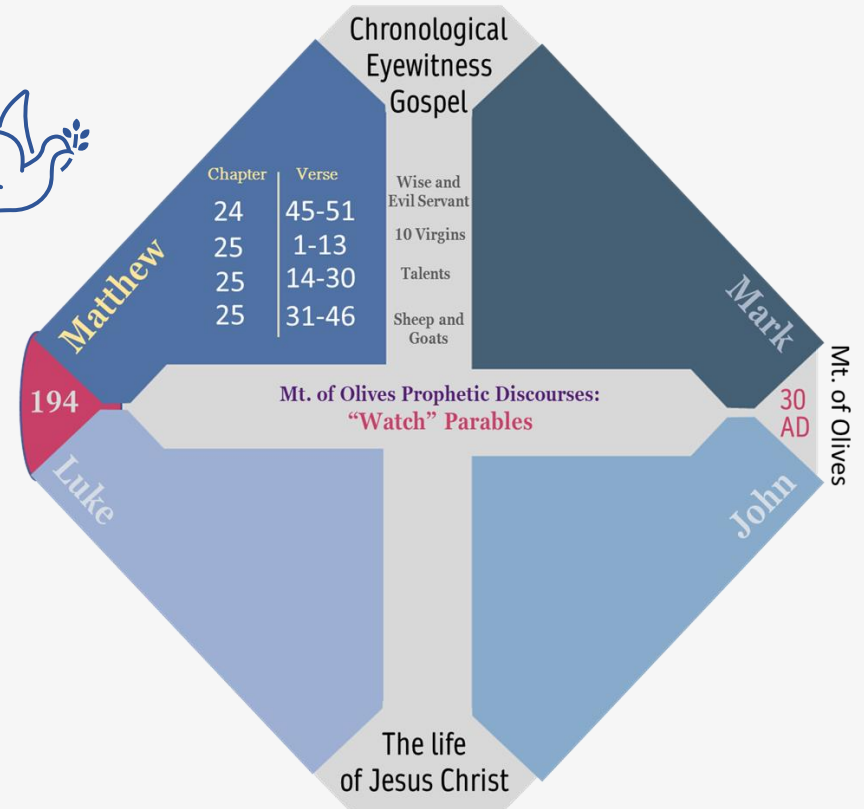 Chronological
Eyewitness
Gospel
Chapter Verse
24 45-51
25 1-13
25 14-30
25 31-46
Wise and
Evil Servant
10 Virgins
Talents
Sheep and
Goats
Matthew
Mark
194
Mt. of Olives Prophetic Discourses:
“Watch” Parables
30
AD
Mt. of Olives
Luke
John
The life
of Jesus Christ